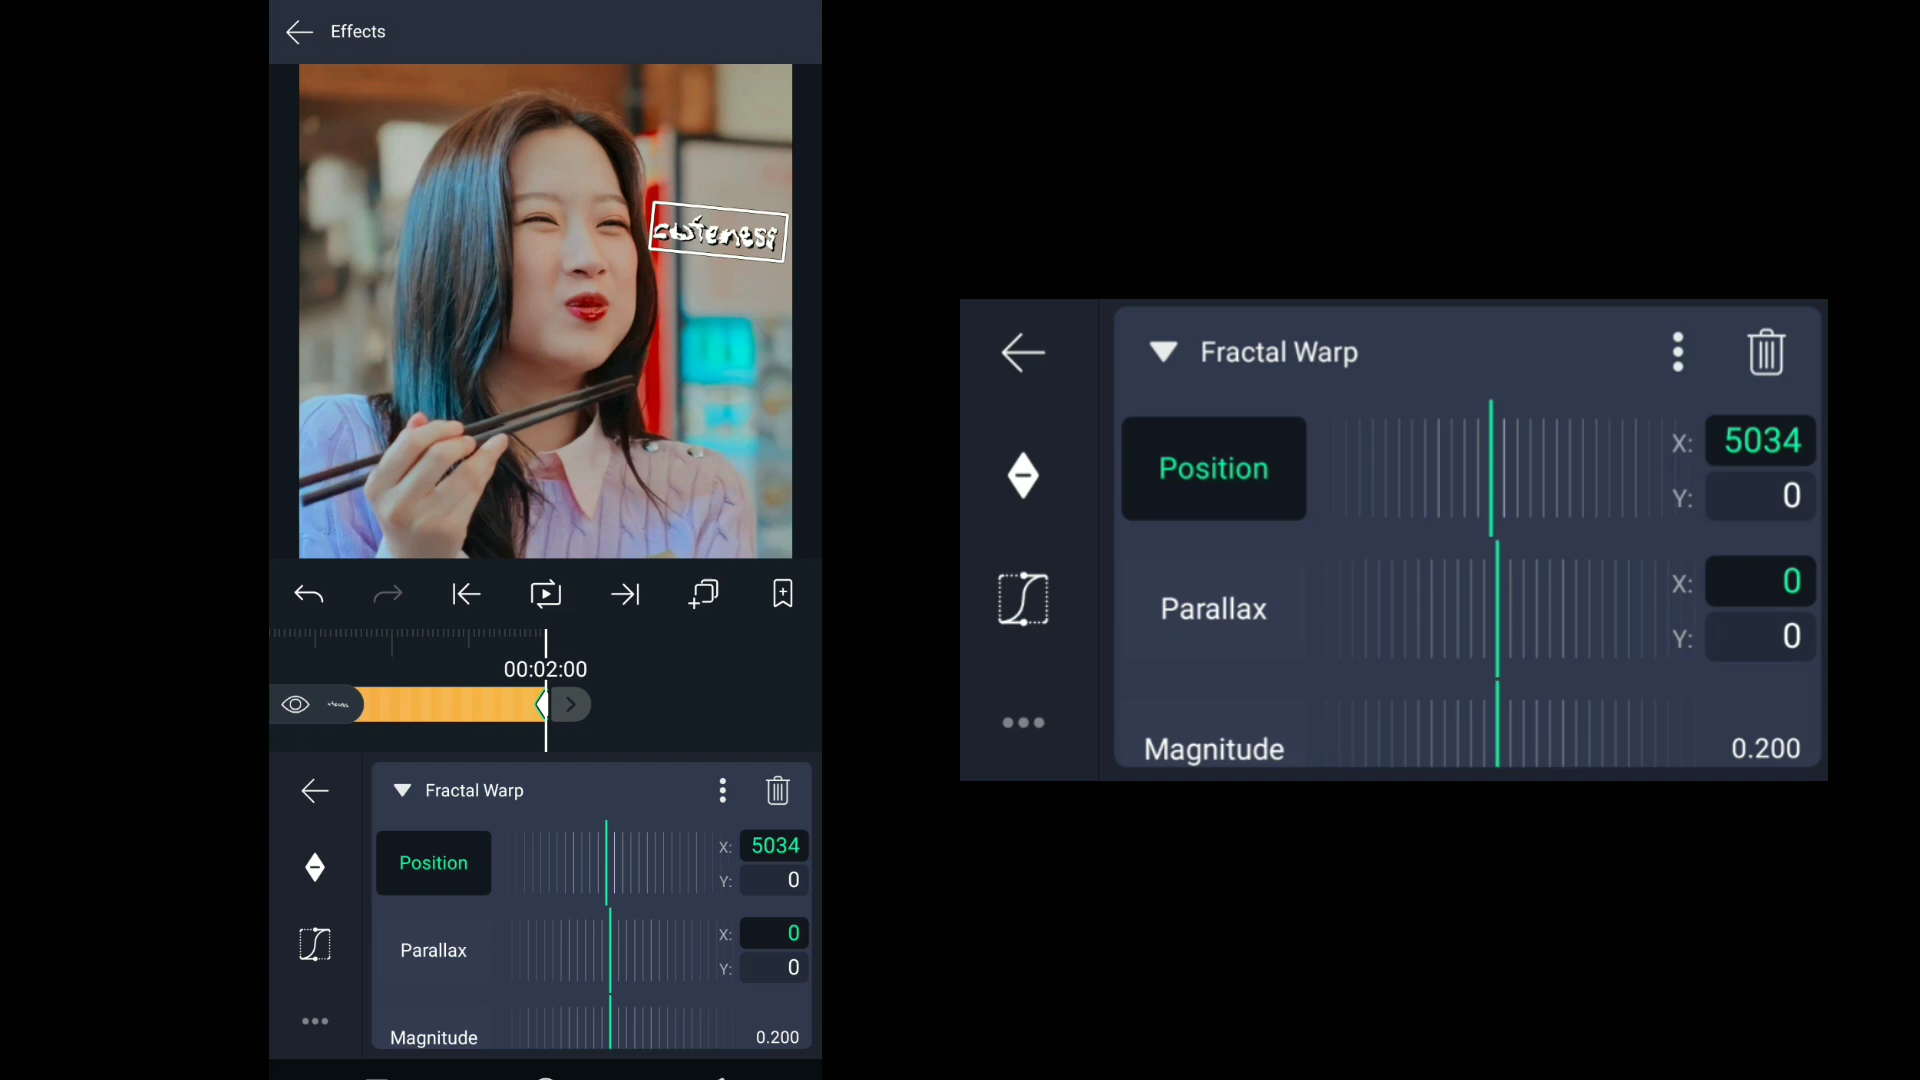 Effects
cuteness
00:02:00
Fractal Warp
Position
X: 5034
Y: 0
Parallax
X: 0
Y: 0
Magnitude
0.200
Fractal Warp
Position
X: 5034
Y: 0
Parallax
X: 0
Y: 0
Magnitude
0.200